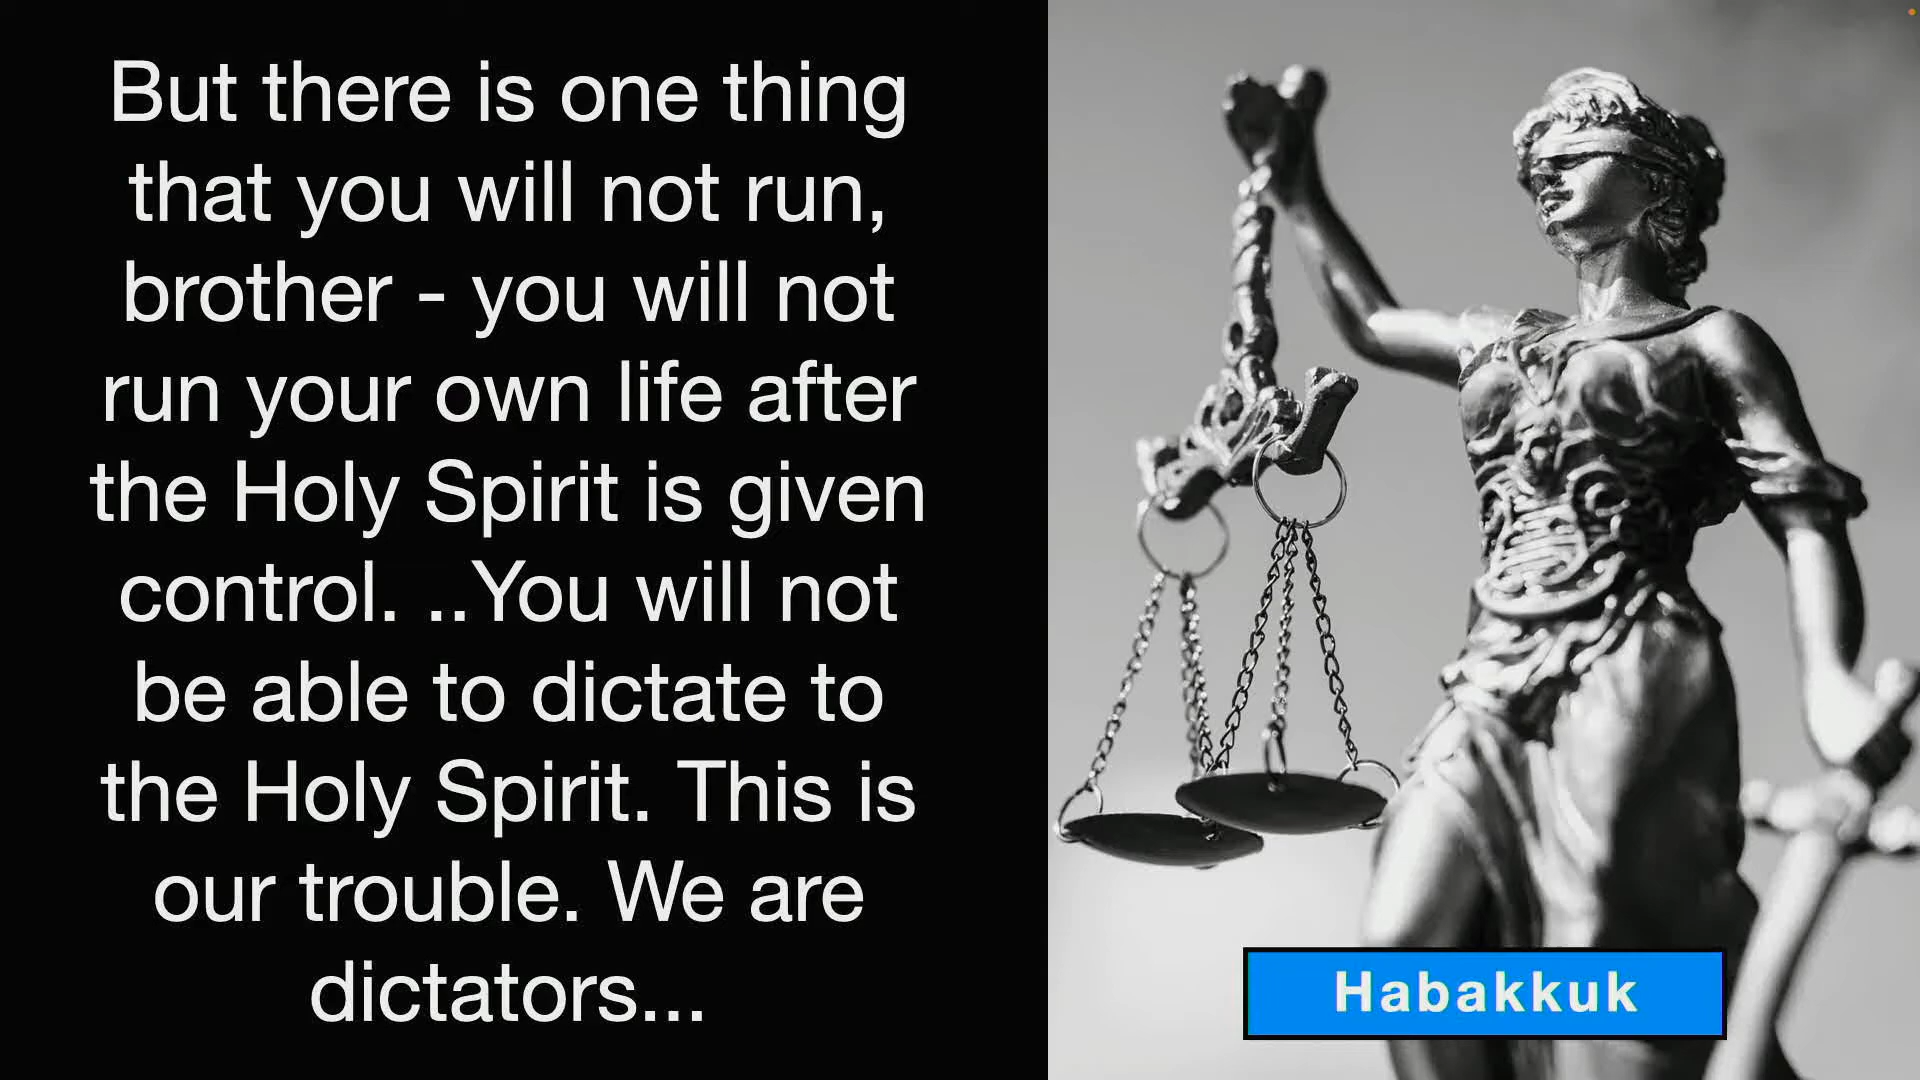 But there is one thing
that you will not run,
brother - you will not
run your own life after
the Holy Spirit is given
control. ..You will not
be able to dictate to
the Holy Spirit. This is
our trouble. We are
dictators...
Habakkuk